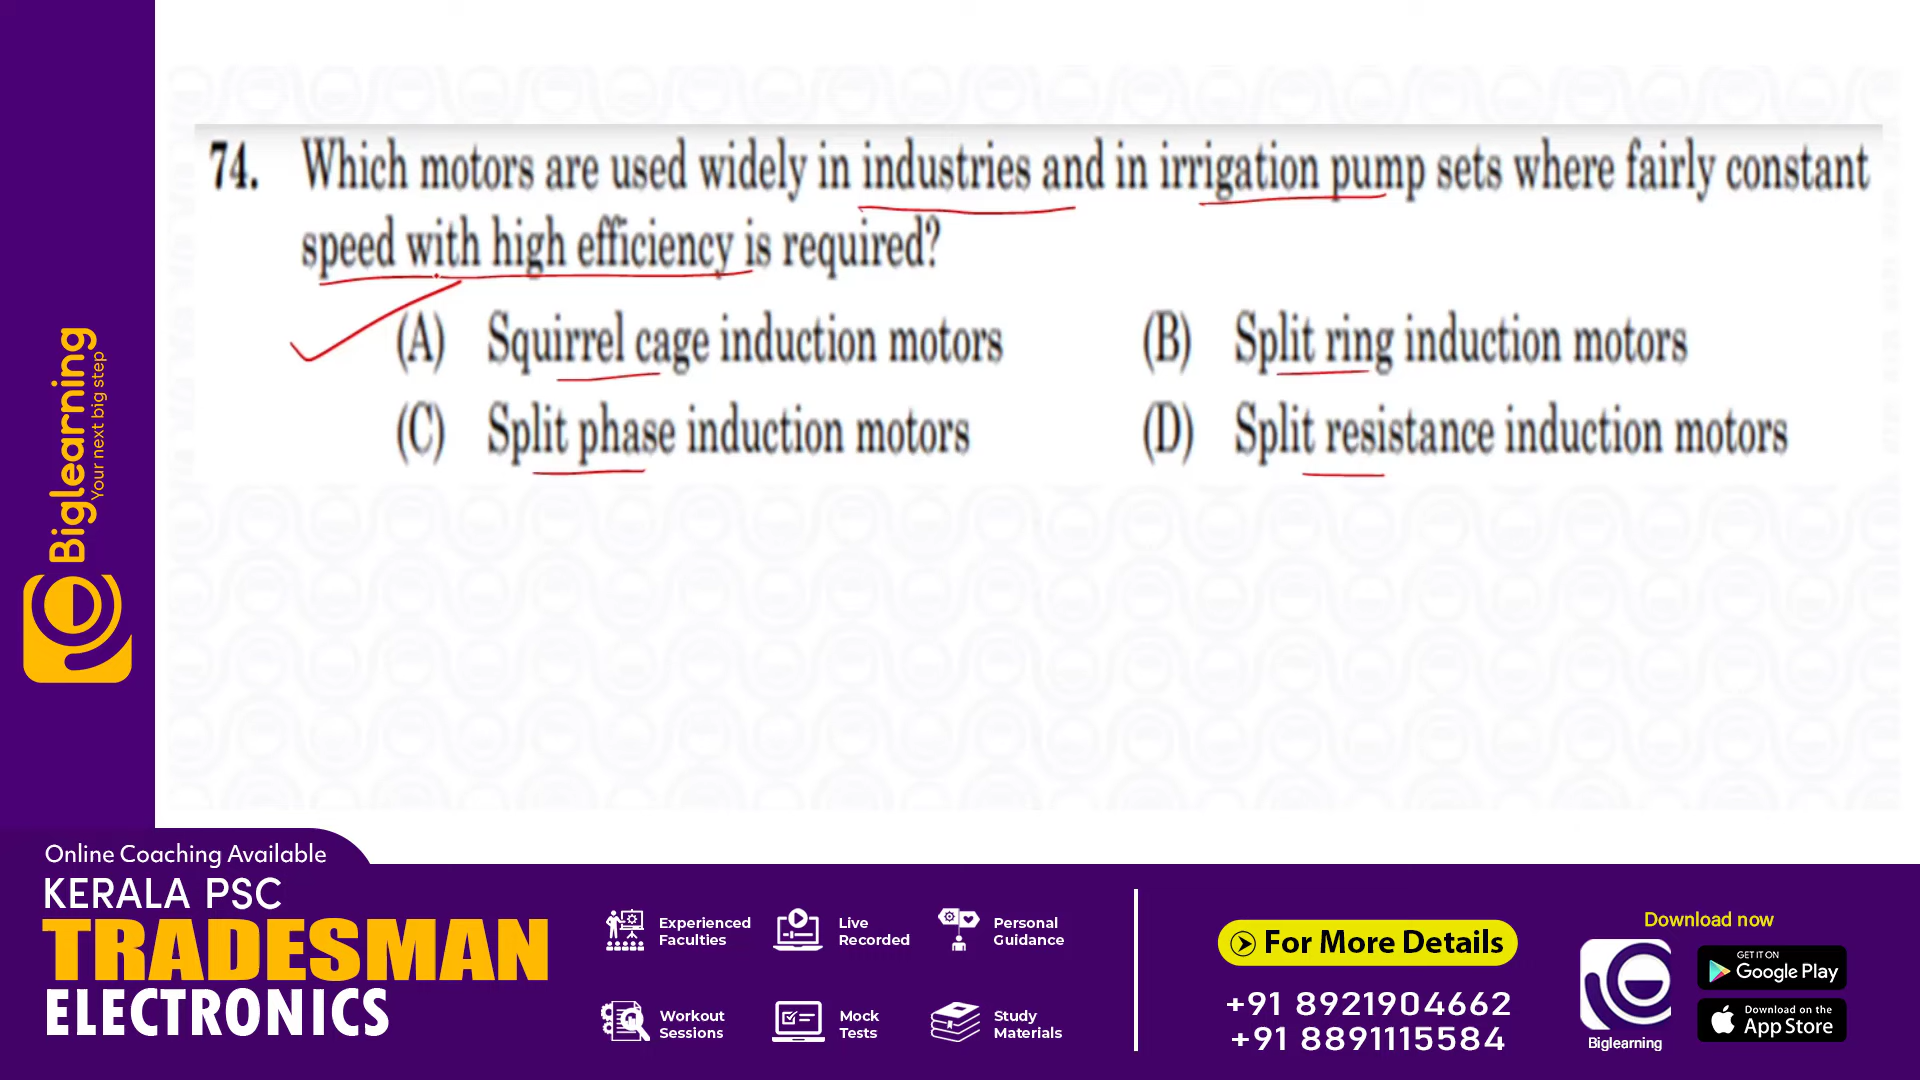 74. Which motors are used widely in industries and in irrigation pump sets where fairly constant
speed with high efficiency is required?
(A) Squirrel cage induction motors (B) Split ring induction motors
(C) Split phase induction motors (D) Split resistance induction motors
Biglearning
Your next big step
Online Coaching Available
KERALA PSC
TRADESMAN
ELECTRONICS
Experienced
Faculties
Live
Recorded
Personal
Guidance
Workout
Sessions
Mock
Tests
Study
Materials
For More Details
+91 8921904662
+91 8891115584
Download now
Biglearning
GET IT ON
Google Play
Download on the
App Store